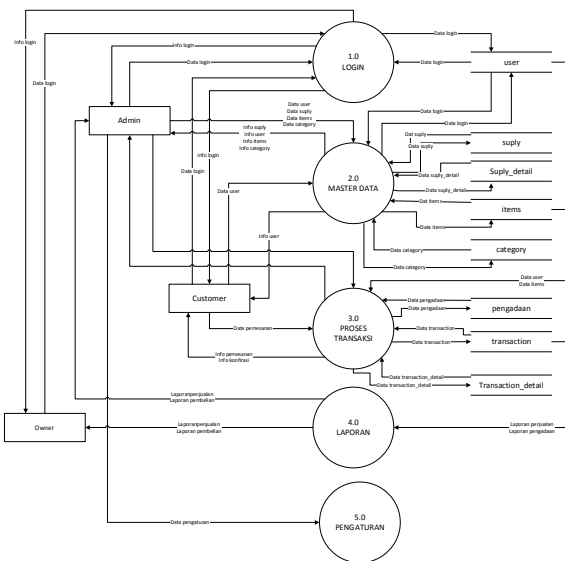 Info login
Data login
Info login
Data login
1.0
LOGIN
Data login
Data login
user
Admin
Data user
Data suply
Data items
Data category
Info suply
Info user
Info items
Info category
Data login
Data login
Dat suply
Data suply
suply
Data login
Info login
Data user
2.0
MASTER DATA
Data suply_detail
Data suply_detail
Suply_detail
Dat items
Data items
items
Info user
Data category
Data category
category
Customer
Data user
Data items
Data pengadaan
Data pengadaan
pengadaan
Data pemesanan
3.0
PROSES
TRANSAKSI
Data transaction
Data transaction
transaction
Info pemesanan
Info konfirasi
Data transaction_detail
Data transaction_detail
Transaction_detail
Laporanpenjualan
Laporan pembelian
Owner
Laporanpenjualan
Laporan pembelian
4.0
LAPORAN
Laporan penjualan
Laporan pengadaan
Data pengaturan
5.0
PENGATURAN